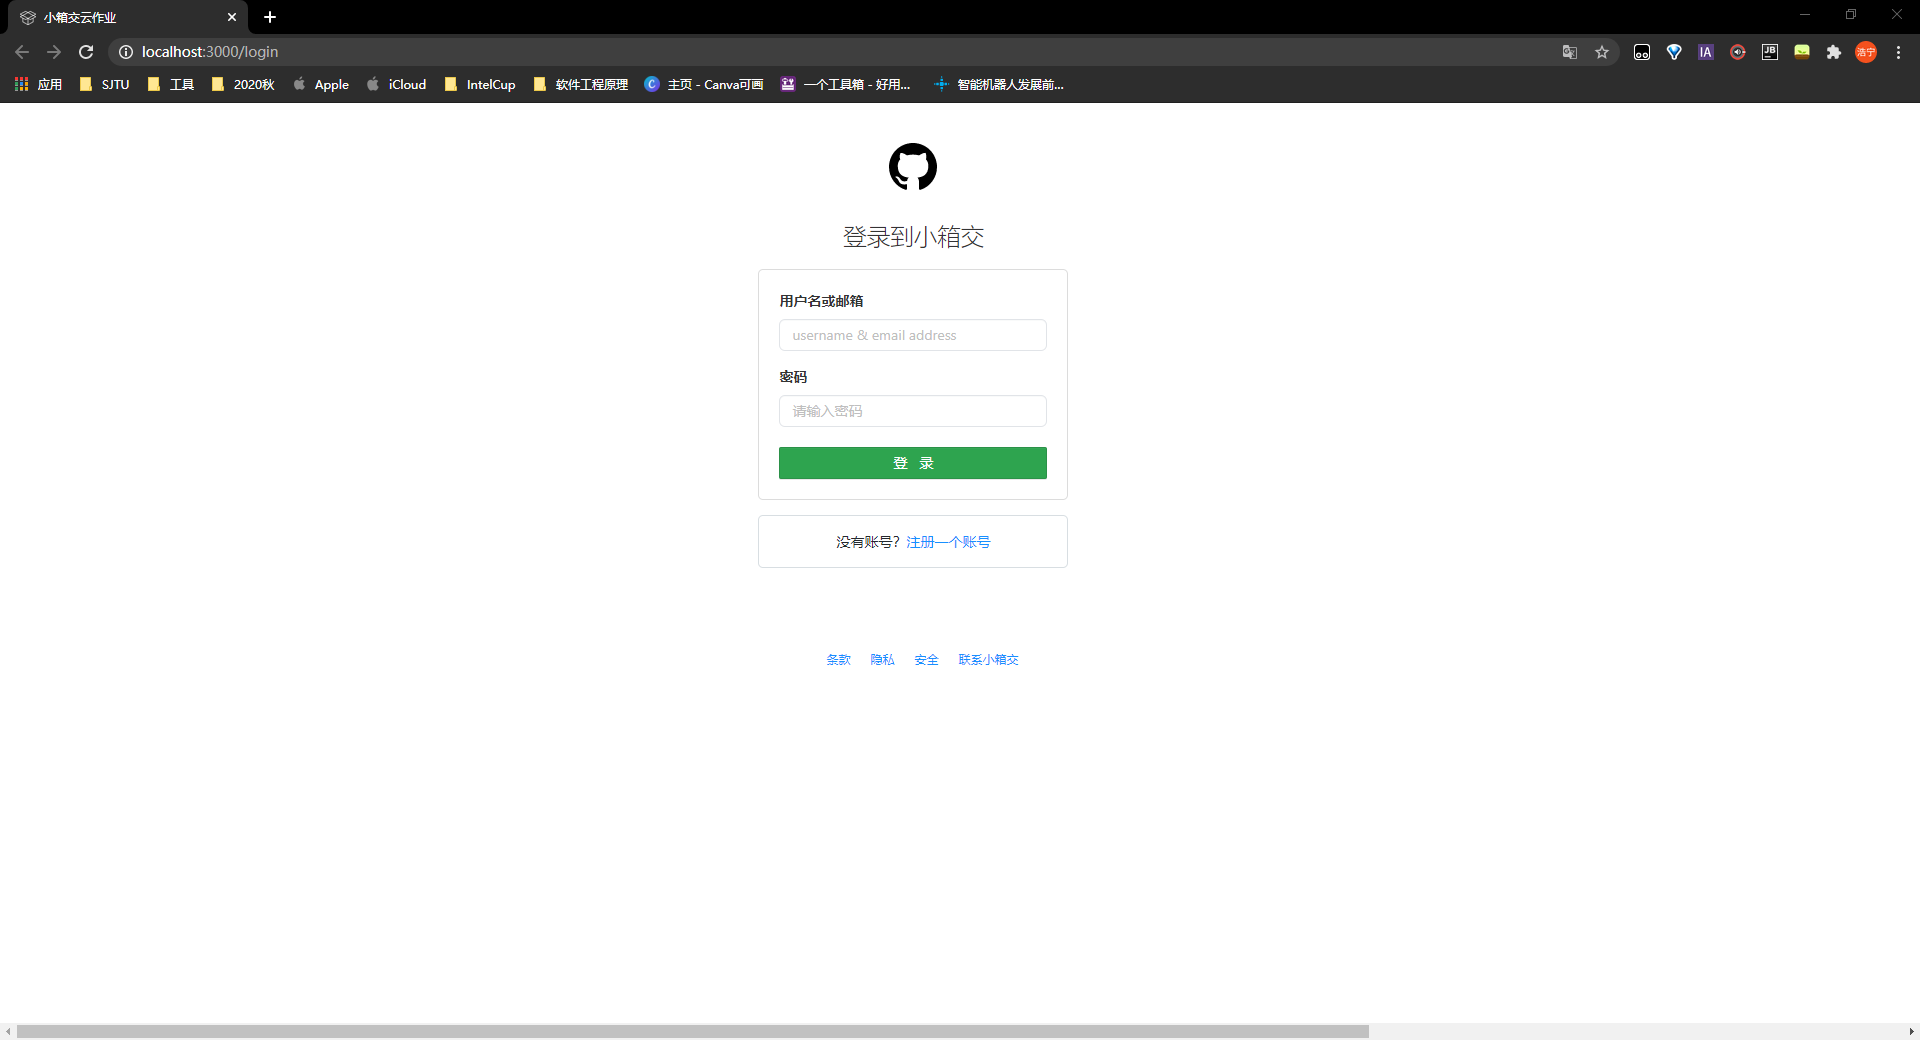 小箱交云作业
localhost:3000/login
IA
JB
浩宁
应用 SJTU 工具 2020秋 Apple iCloud IntelCup 软件工程原理 C 主页 - Canva可画 一个工具箱 - 好用... 智能机器人发展前...
登录到小箱交
用户名或邮箱
username & email address
密码
请输入密码
登 录
没有账号? 注册一个账号
条款 隐私 安全 联系小箱交